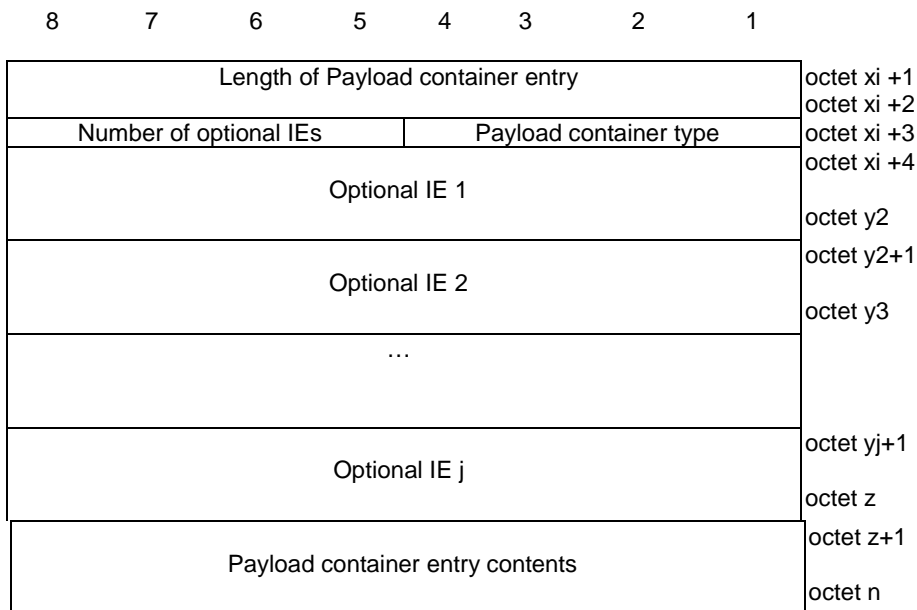 8 7 6 5 4 3 2 1
Length of Payload container entry
octet xi +1
octet xi +2
Number of optional IEs Payload container type octet xi +3
octet xi +4
Optional IE 1
octet y2
octet y2+1
Optional IE 2
octet y3
…
octet yj+1
Optional IE j
octet z
octet z+1
Payload container entry contents
octet n